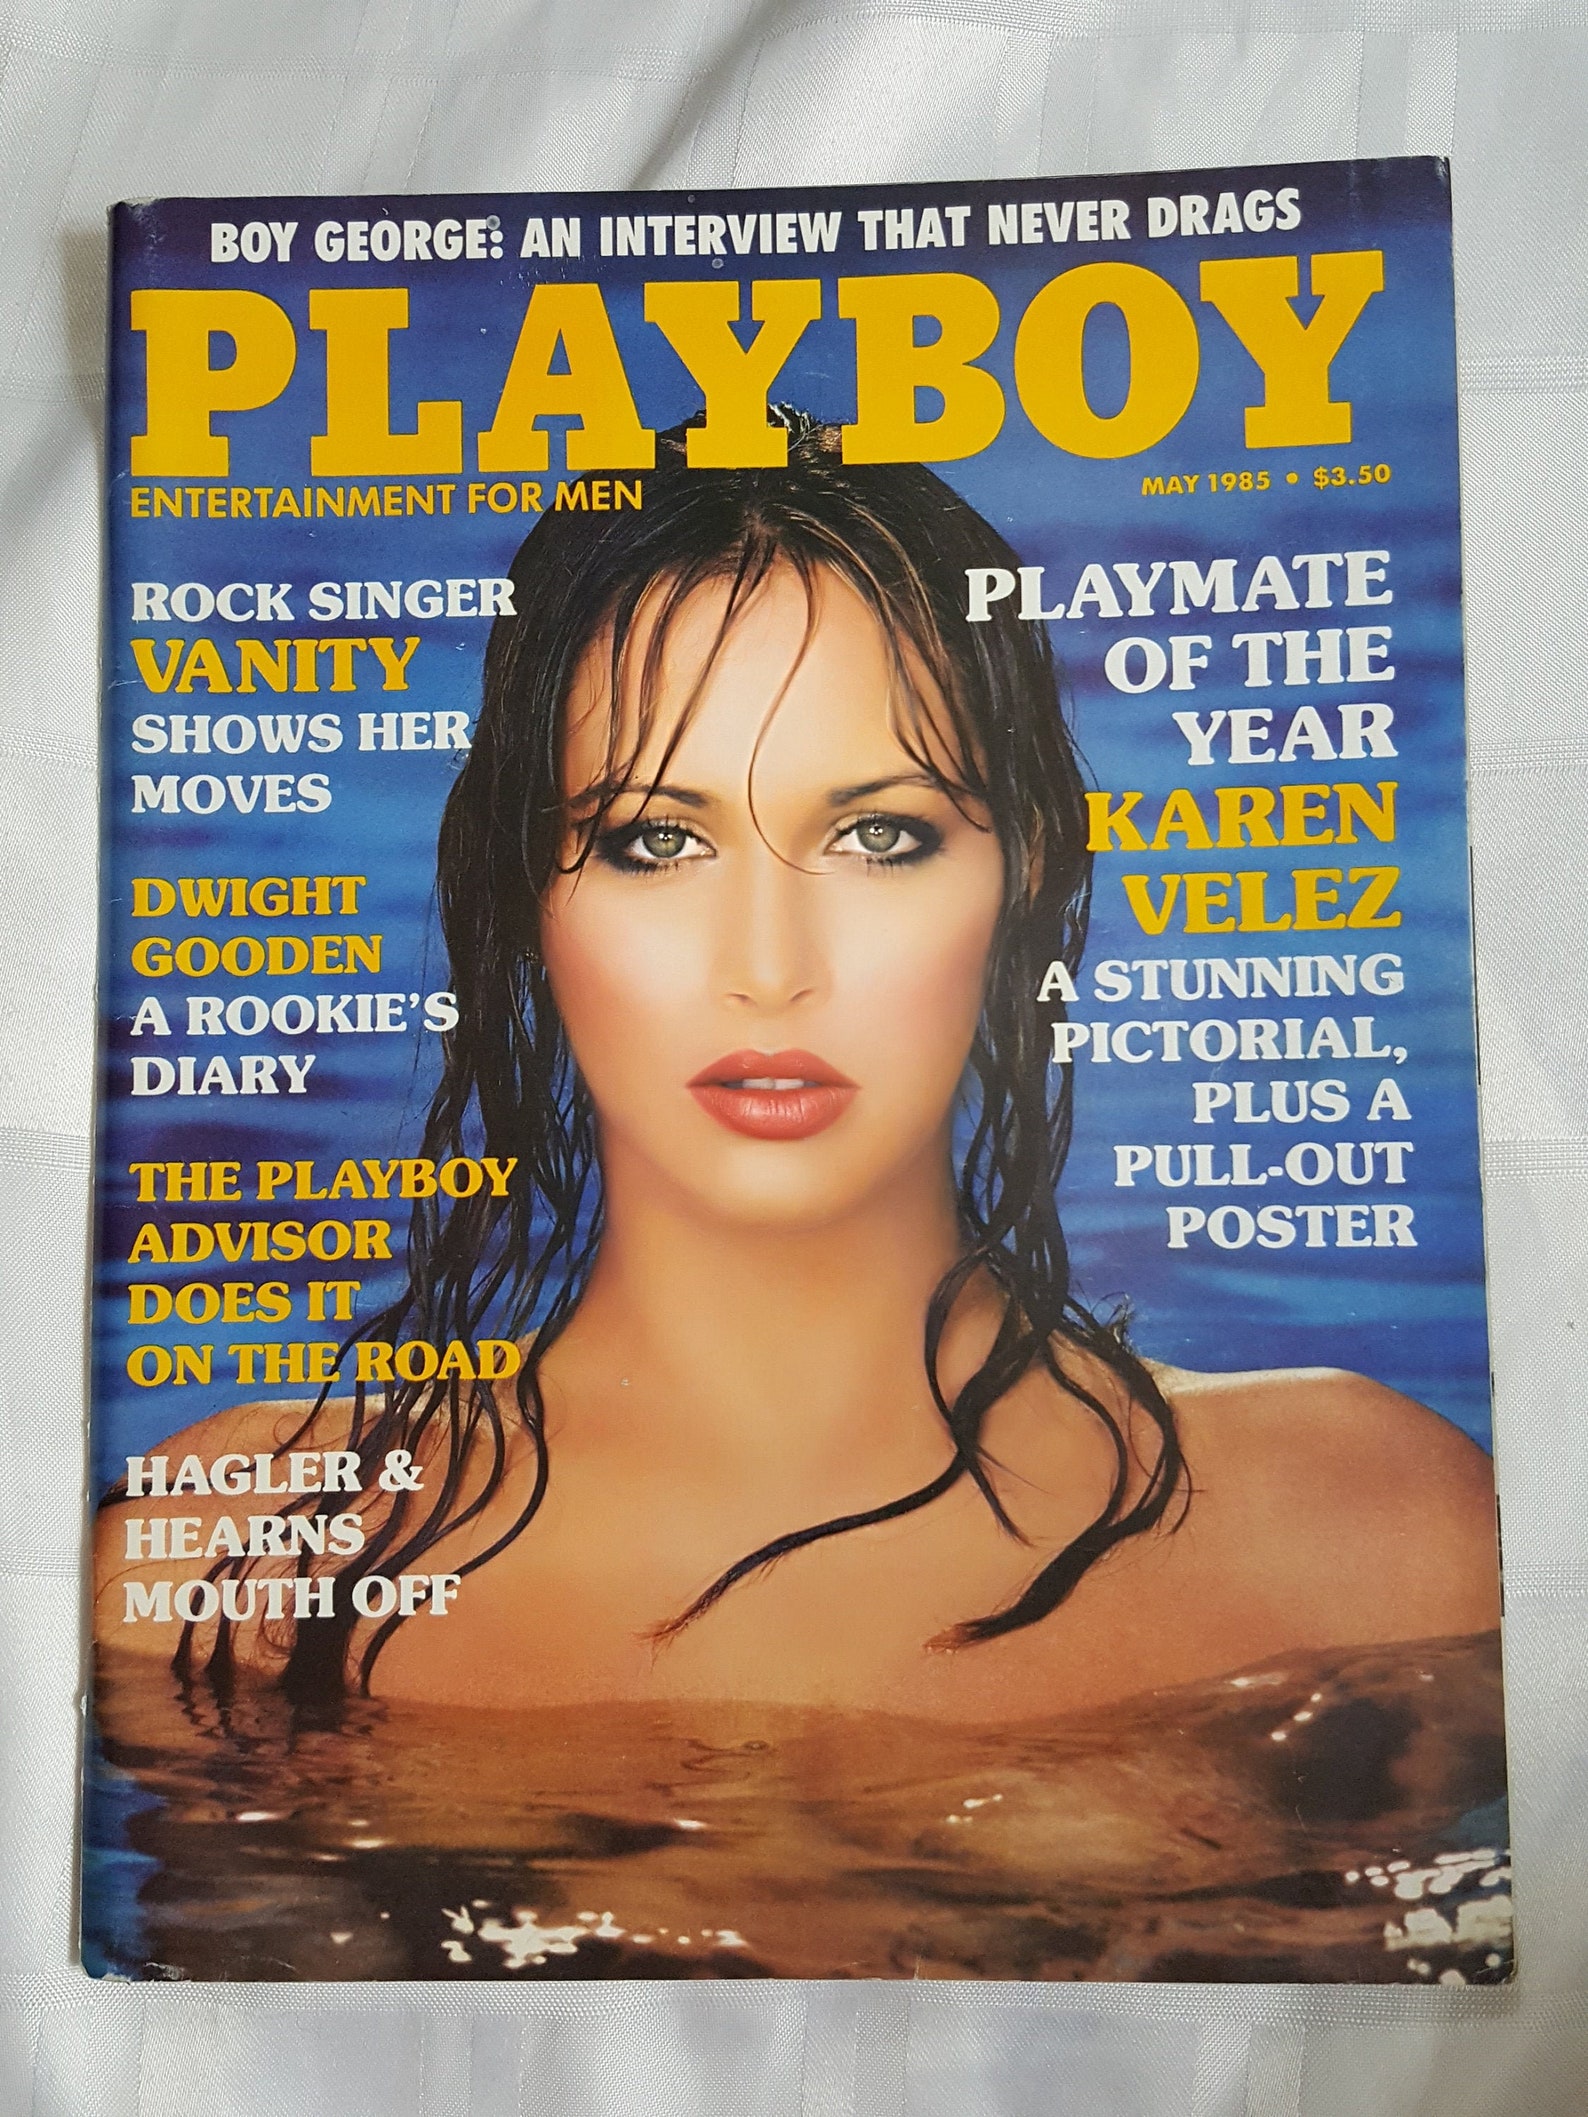 BOY GEORGE: AN INTERVIEW THAT NEVER DRAGS
PLAYBOY
ENTERTAINMENT FOR MEN
MAY 1985 • $3.50
ROCK SINGER
VANITY
SHOWS HER
MOVES
DWIGHT
GOODEN
A ROOKIE'S
DIARY
THE PLAYBOY
ADVISOR
DOES IT
ON THE ROAD
HAGLER &
HEARNS
MOUTH OFF
PLAYMATE
OF THE
YEAR
KAREN
VELEZ
A STUNNING
PICTORIAL,
PLUS A
PULL-OUT
POSTER